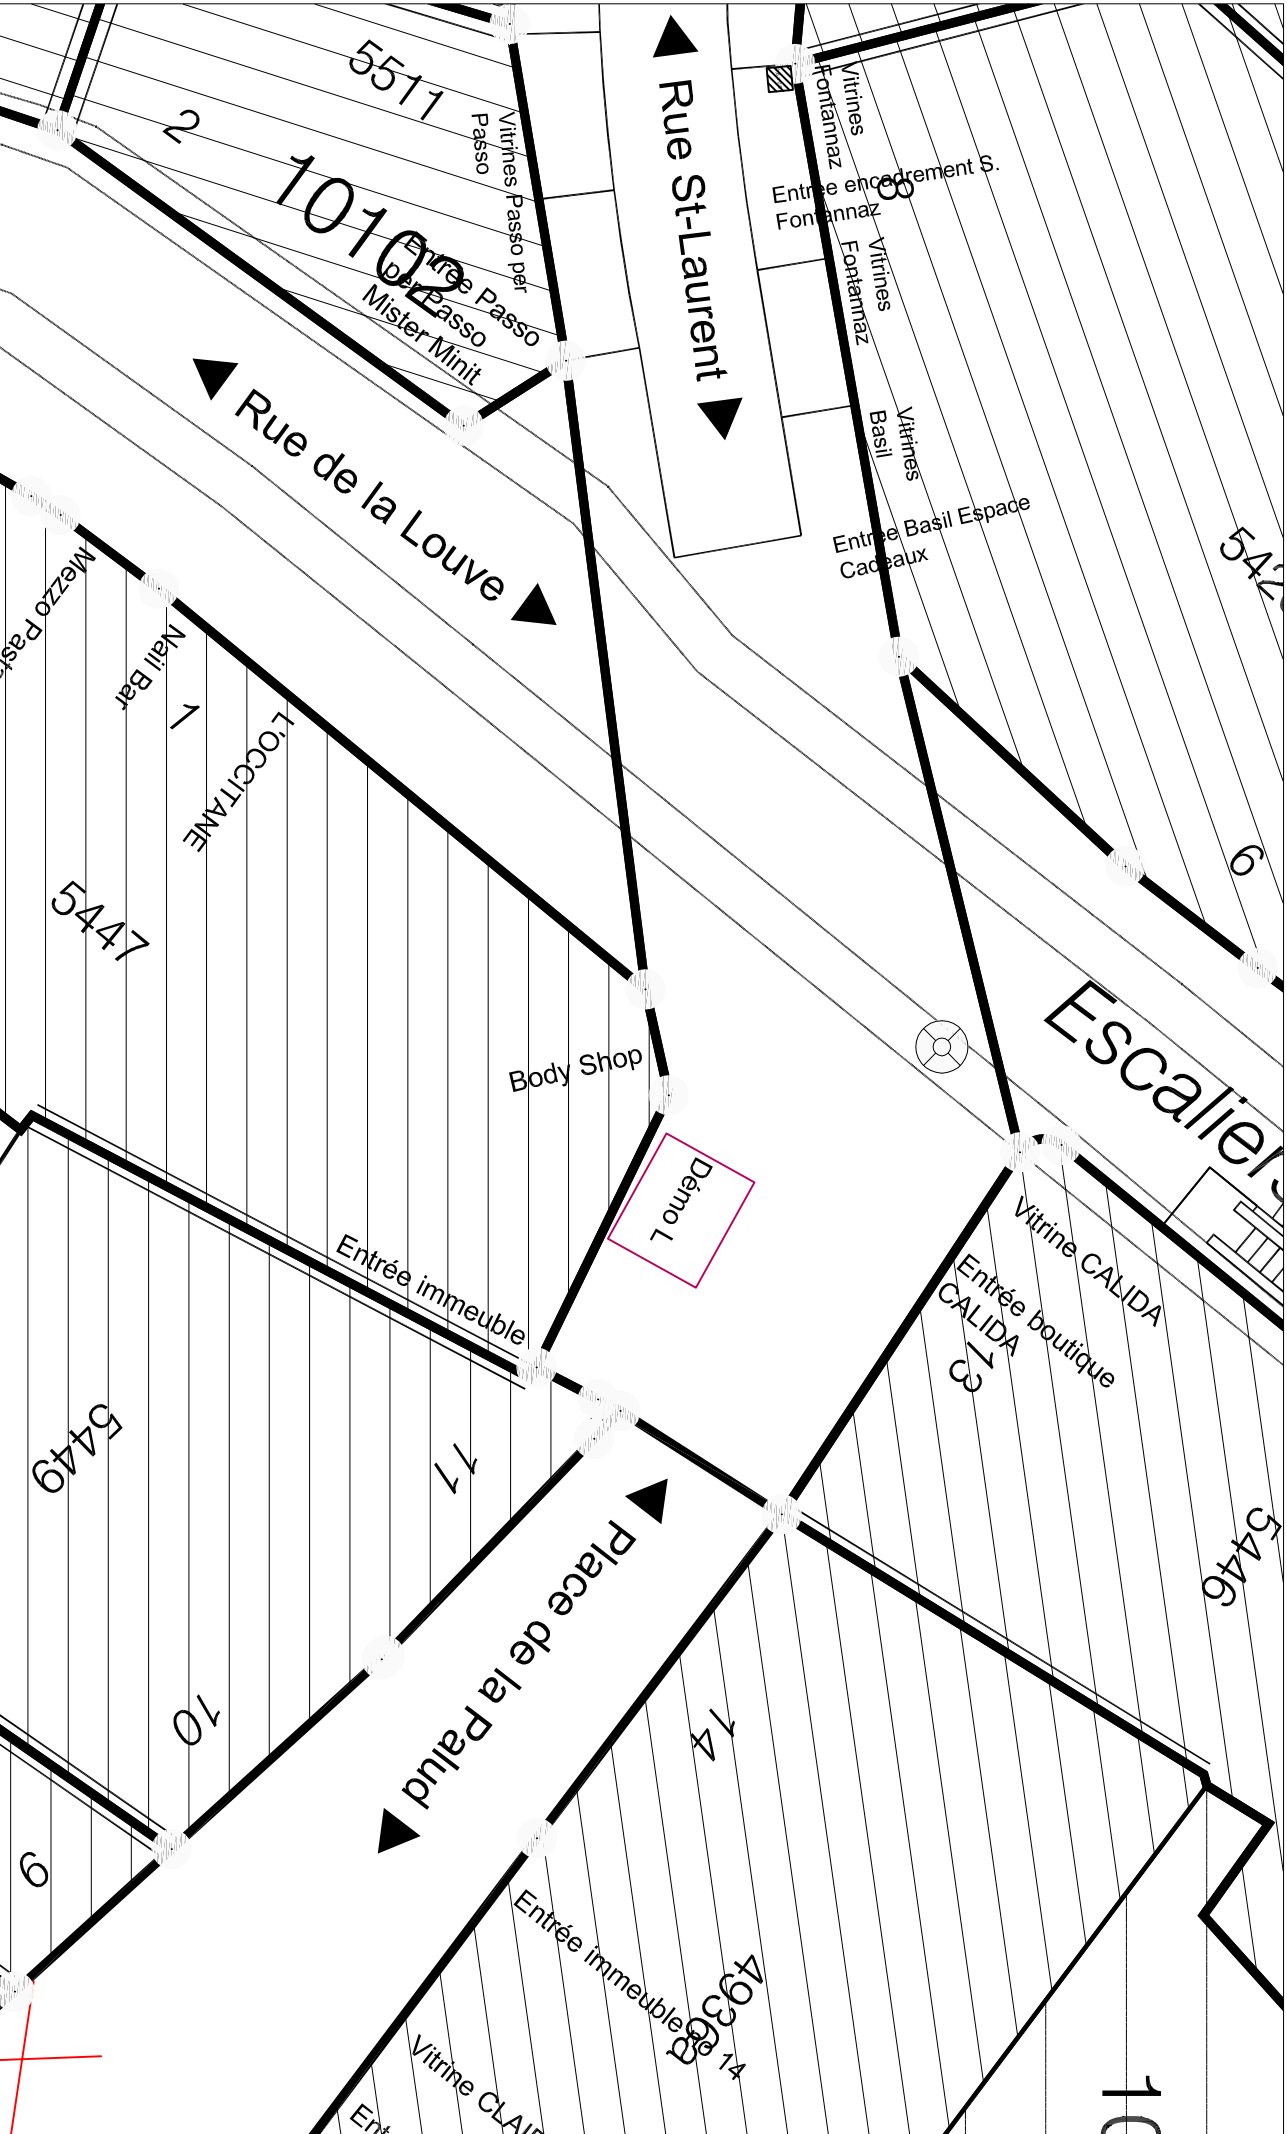 5511
2
10102
Vitrines Passo per
Passo
Entrée Passo
per Passo
Mister Minit
Rue St-Laurent
Vitrines
Fontannaz
Entrée encadrement S.
Fontannaz
8
Vitrines
Fontannaz
Vitrines
Basil
Entrée Basil Espace
Cadeaux
Rue de la Louve
Mezzo
Nail Bar
1
L'OCCITANE
5447
6
Body Shop
Escaliers
Démo L
Entrée immeuble
Vitrine CALIDA
Entrée boutique
CALIDA
13
5449
11
5446
Place de la Palud
10
14
9
Entrée immeuble no 14
4936
a
Vitrine
10